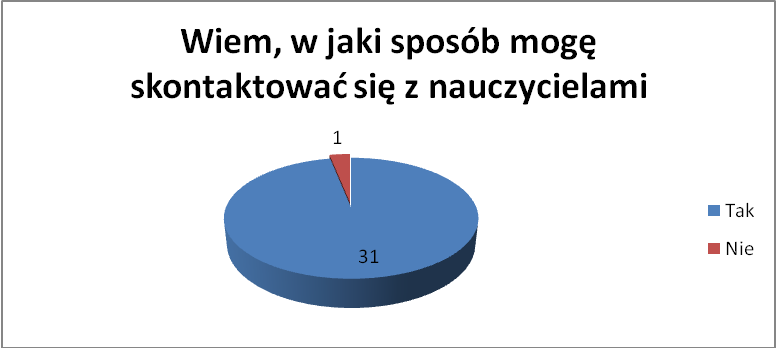 Wiem, w jaki sposób mogę
skontaktować się z nauczycielami
1
31
Tak
Nie